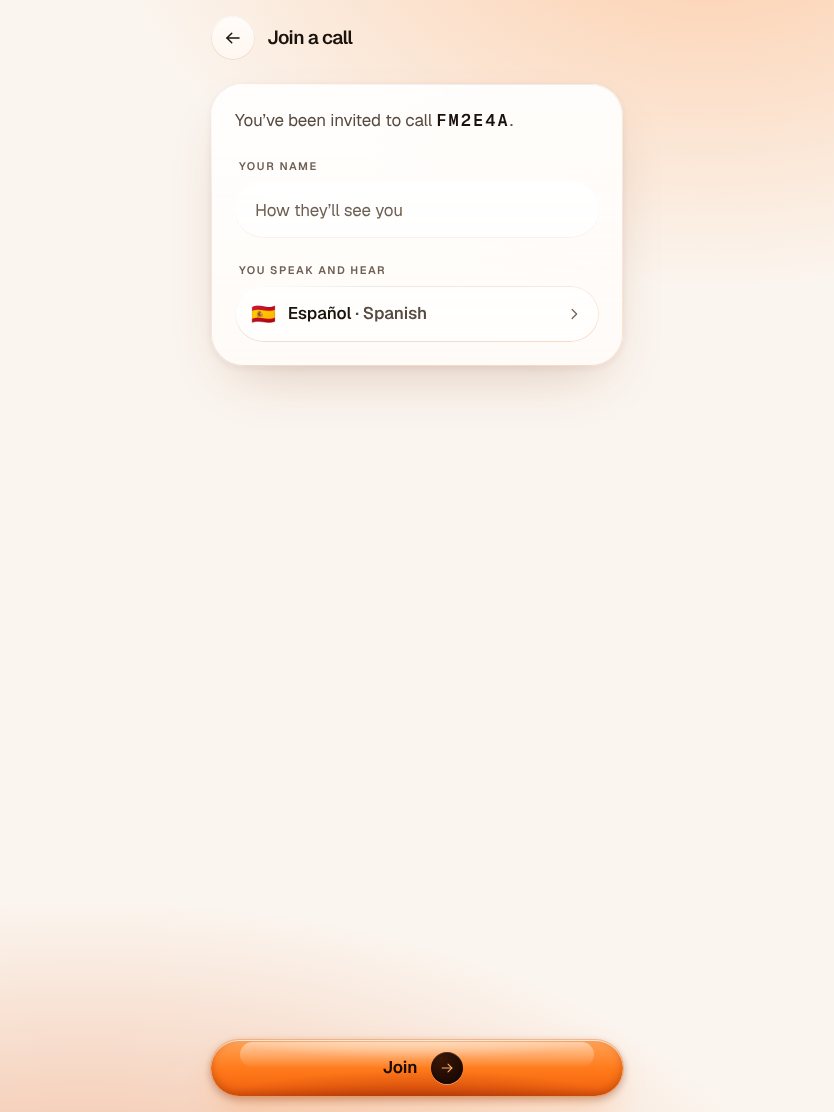 Join a call
You’ve been invited to call FM2E4A.
YOUR NAME
How they’ll see you
YOU SPEAK AND HEAR
Español · Spanish
Join